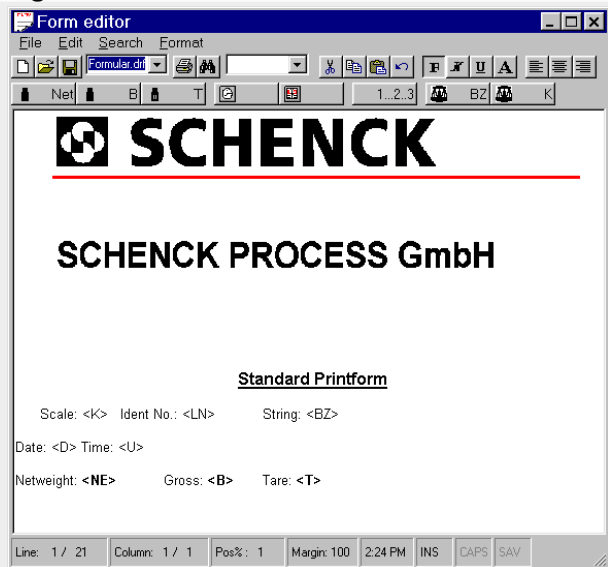 Form editor
File Edit Search Format
Formular.drf F K U A
Net B T 1...2..3 BZ K
SCHENCK
SCHENCK PROCESS GmbH
Standard Printform
Scale: <K> Ident No.: <LN> String: <BZ>
Date: <D> Time: <U>
Netweight: <NE> Gross: <B> Tare: <T>
Line: 1 / 21 Column: 1 / 1 Pos% : 1 Margin: 100 2:24 PM INS CAPS SAV